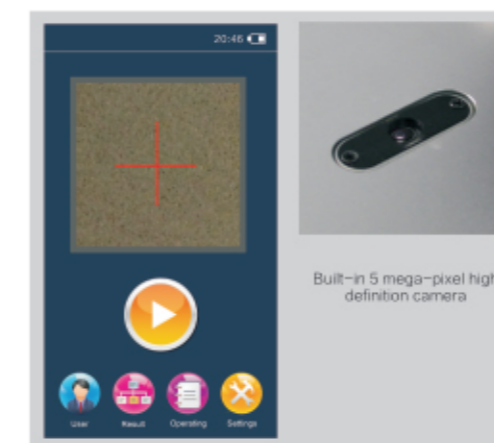 20:46
User Result Operating Settings
Built-in 5 mega-pixel high
definition camera